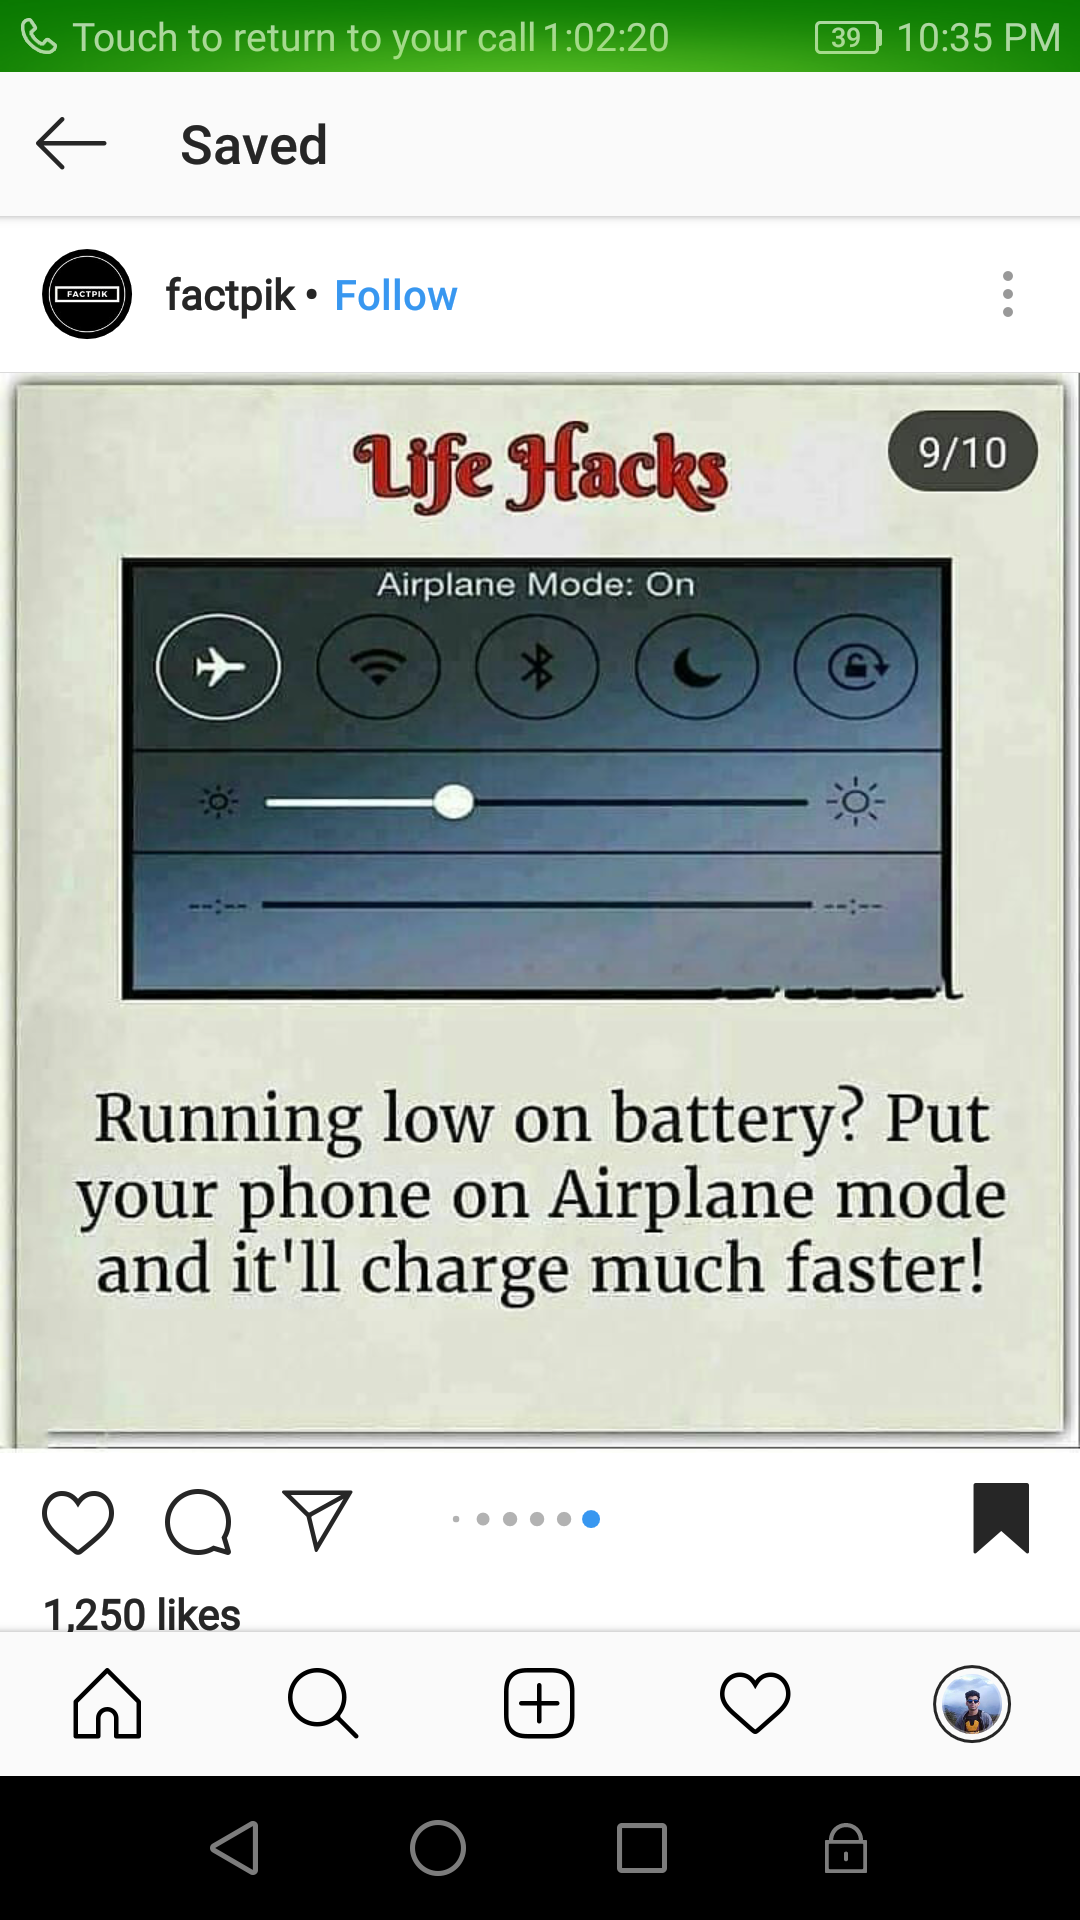 Touch to return to your call 1:02:20 39 10:35 PM
Saved
FACTPIK
factpik • Follow
Life Hacks
9/10
Airplane Mode: On
--:-- --:--
Running low on battery? Put
your phone on Airplane mode
and it'll charge much faster!
1,250 likes